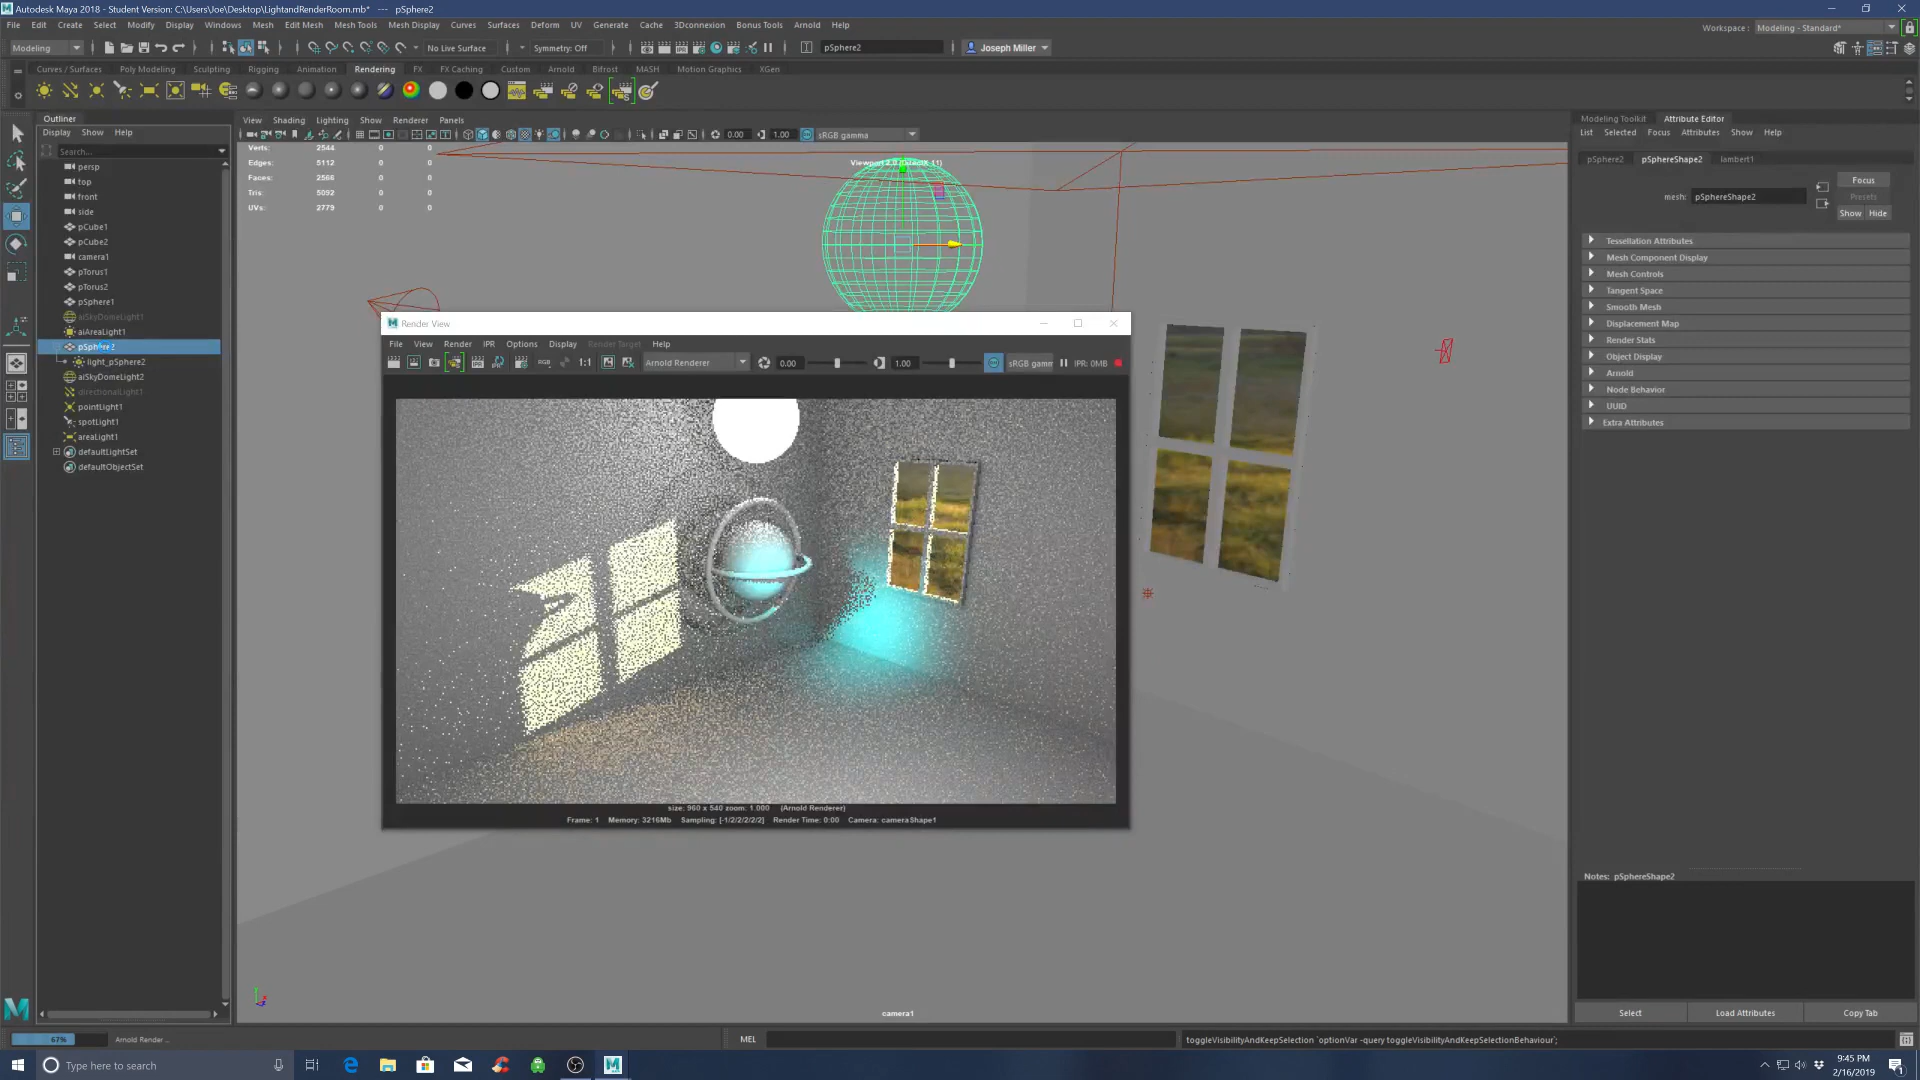 Autodesk Maya 2018 - Student Version: C:\Users\Joe\Desktop\LightandRenderRoom.mb* --- pSphere2
File Edit Create Select Modify Display Windows Mesh Edit Mesh Mesh Tools Mesh Display Curves Surfaces Deform UV Generate Cache 3Dconnexion Bonus Tools Arnold Help
Workspace : Modeling - Standard*
Modeling No Live Surface Symmetry: Off pSphere2 Joseph Miller
Curves / Surfaces Poly Modeling Sculpting Rigging Animation Rendering FX FX Caching Custom Arnold Bifrost MASH Motion Graphics XGen
Outliner
Display Show Help
Search...
persp
top
front
side
pCube1
pCube2
camera1
pTorus1
pTorus2
pSphere1
aiSkyDomeLight1
aiAreaLight1
pSphere2
light_pSphere2
aiSkyDomeLight2
directionalLight1
pointLight1
spotLight1
areaLight1
defaultLightSet
defaultObjectSet
View Shading Lighting Show Renderer Panels
0.00 1.00 sRGB gamma
Verts: 2544 0 0
Edges: 5112 0 0
Faces: 2566 0 0
Tris: 5092 0 0
UVs: 2779 0 0
Render View
File View Render IPR Options Display Render Target Help
1:1 Arnold Renderer 0.00 1.00 sRGB gamm IPR: 0MB
size: 960 x 540 zoom: 1.000 (Arnold Renderer)
Frame: 1 Memory: 3216Mb Sampling: [-1/2/2/2/2/2] Render Time: 0:00 Camera: cameraShape1
camera1
Modeling Toolkit Attribute Editor
List Selected Focus Attributes Show Help
pSphere2 pSphereShape2 lambert1
Focus
mesh: pSphereShape2
Presets
Show Hide
Tessellation Attributes
Mesh Component Display
Mesh Controls
Tangent Space
Smooth Mesh
Displacement Map
Render Stats
Object Display
Arnold
Node Behavior
UUID
Extra Attributes
Notes: pSphereShape2
Select Load Attributes Copy Tab
67% Arnold Render ...
MEL
toggleVisibilityAndKeepSelection `optionVar -query toggleVisibilityAndKeepSelectionBehaviour`;
Type here to search
9:45 PM
2/16/2019